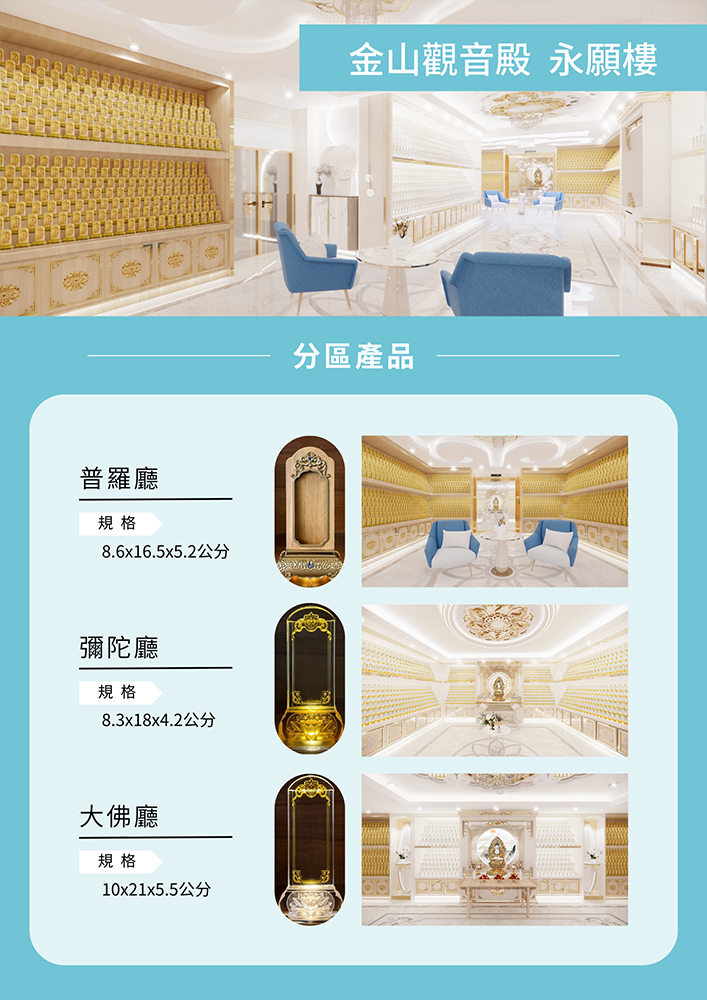 金山觀音殿 永願樓
分區產品
普羅廳
規格
8.6x16.5x5.2公分
彌陀廳
規格
8.3x18x4.2公分
大佛廳
規格
10x21x5.5公分